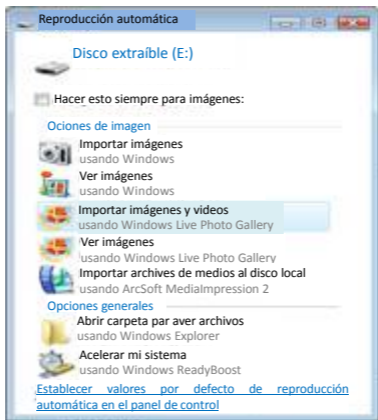 Reproducción automática
Disco extraíble (E:)
Hacer esto siempre para imágenes:
Ociones de imagen
Importar imágenes
usando Windows
Ver imágenes
usando Windows
Importar imágenes y videos
usando Windows Live Photo Gallery
Ver imágenes
usando Windows Live Photo Gallery
Importar archives de medios al disco local
usando ArcSoft MediaImpression 2
Opciones generales
Abrir carpeta par aver archivos
usando Windows Explorer
Acelerar mi sistema
usando Windows ReadyBoost
Establecer valores por defecto de reproducción
automática en el panel de control